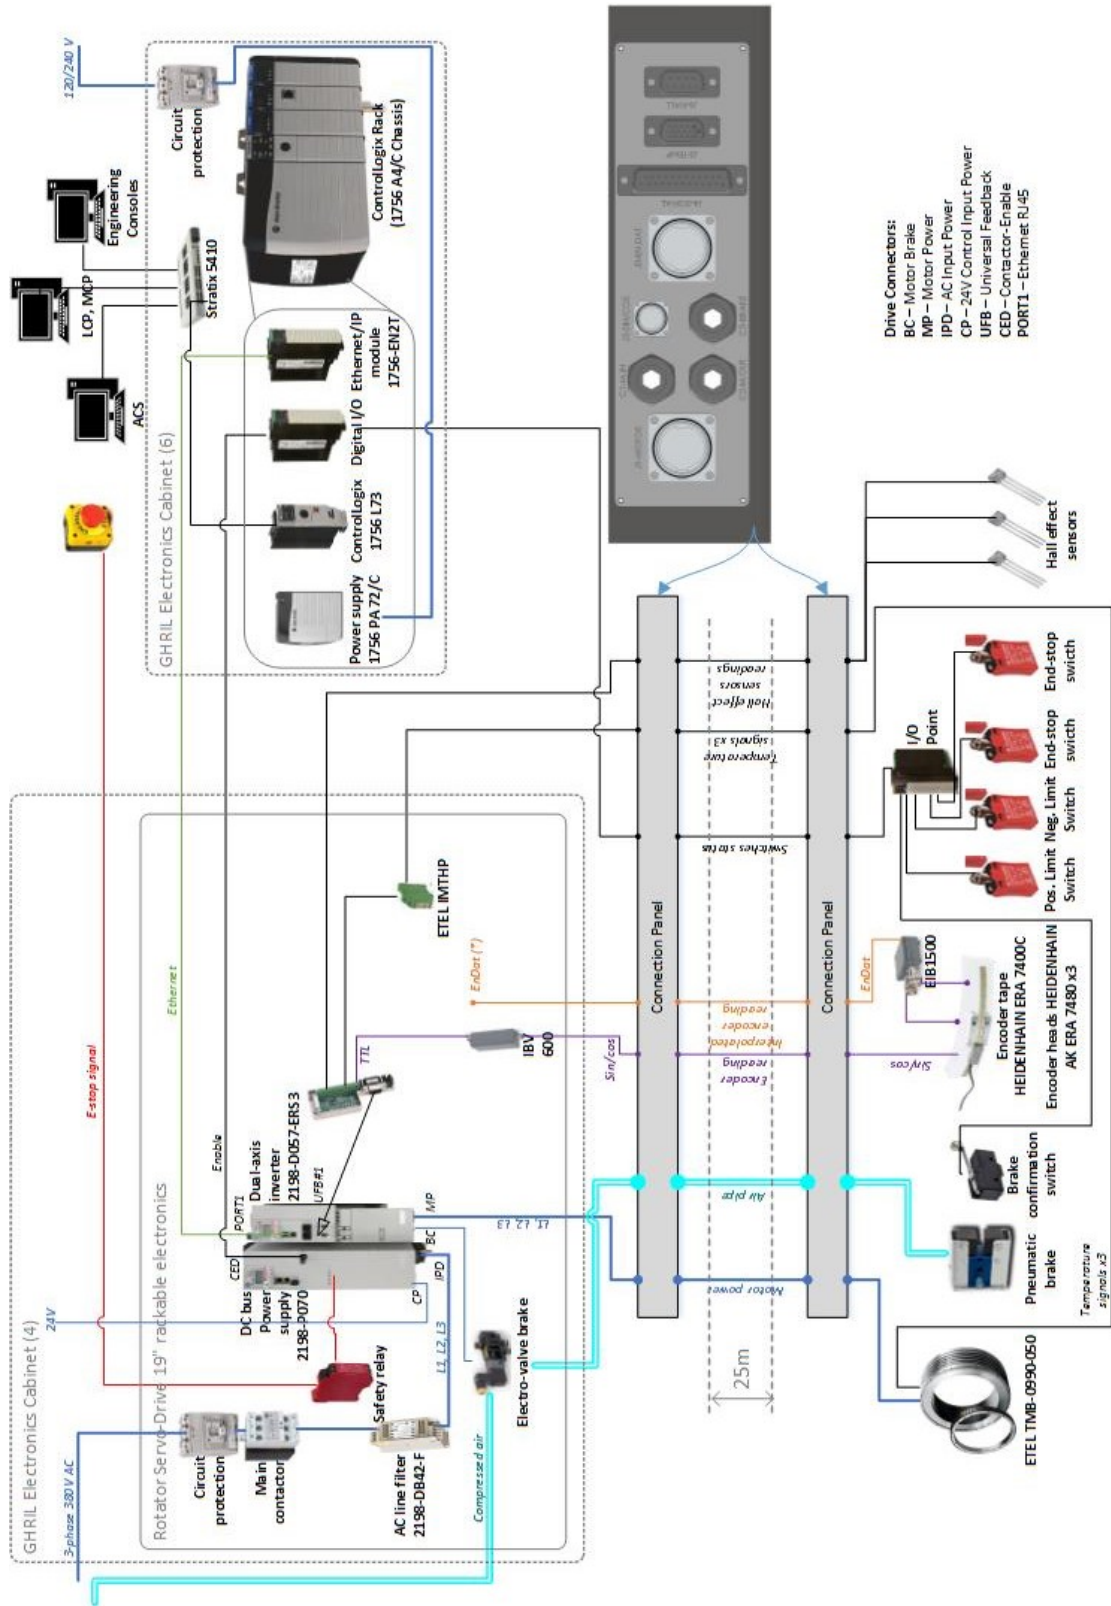 GHRIL Electronics Cabinet (4)
3-phase 380V AC
24V
Rotator Servo-Drive 19" rackable electronics
Circuit
protection
Main
contactor
AC line filter
2198-DB42-F
Safety relay
E-stop signal
Ethernet
Enable
DC bus
Power
supply
2198-P070
CED
PORT1
Dual-axis
inverter
2198-D057-ERS3
UFB#1
CP
IPD
BC
MP
L1, L2, L3
L1, L2, L3
Electro-valve brake
Compressed air
TTL
IBV
600
Sin/cos
EnDat (*)
ETEL IMTHP
GHRIL Electronics Cabinet (6)
120/240 V
ACS
LCP, MCP
Engineering
Consoles
Stratix 5410
Circuit
protection
Power supply
1756 PA 72/C
ControlLogix
1756 L73
Digital I/O
Ethernet/IP
module
1756-EN2T
ControlLogix Rack
(1756 A4/C Chassis)
Connection Panel
25m
Motor power
Air pipe
Encoder
reading
Interpolated
encoder
reading
Switches status
Temperature
signals x3
Hall effect
sensors
readings
Connection Panel
ETEL TMB-0990-050
Temperature
signals x3
Pneumatic
brake
Brake
confirmation
switch
Sin/cos
EnDat
EIB1500
Encoder tape
HEIDENHAIN ERA 7400C
Encoder heads HEIDENHAIN
AK ERA 7480 x3
I/O
Point
Pos. Limit
Switch
Neg. Limit
Switch
End-stop
swicth
End-stop
swicth
Hall effect
sensors
Drive Connectors:
BC – Motor Brake
MP – Motor Power
IPD – AC Input Power
CP – 24V Control Input Power
UFB – Universal Feedback
CED – Contactor-Enable
PORT1 – Ethernet RJ45